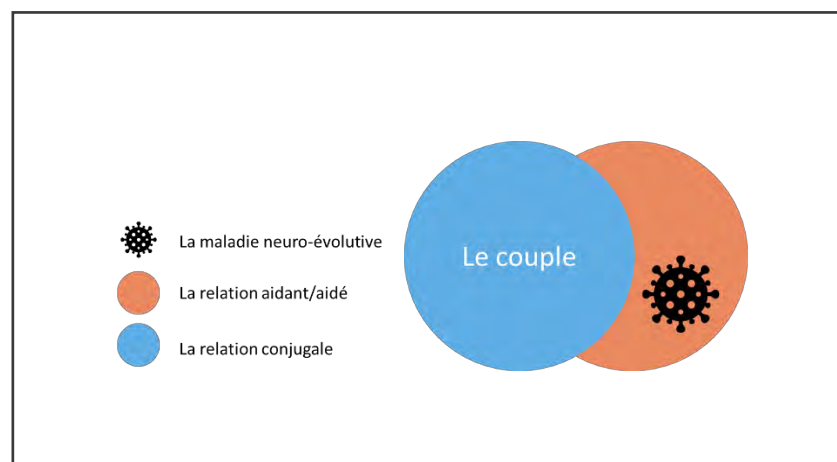 Le couple
La maladie neuro-évolutive
La relation aidant/aidé
La relation conjugale